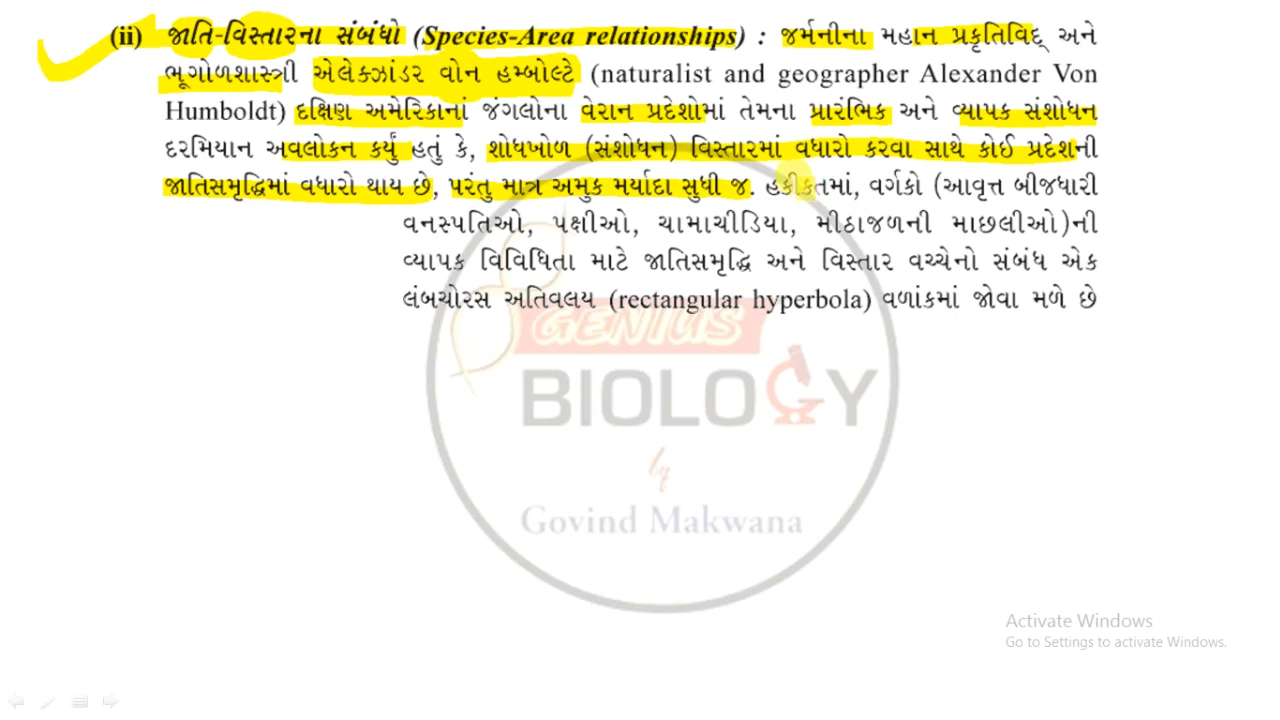 (ii) જાતિ-વિસ્તારના સંબંધો (Species-Area relationships) : જર્મનીના મહાન પ્રકૃતિવિદ્ અને
ભૂગોળશાસ્ત્રી એલેક્ઝાંડર વોન હમ્બોલ્ટે (naturalist and geographer Alexander Von
Humboldt) દક્ષિણ અમેરિકાનાં જંગલોના વેરાન પ્રદેશોમાં તેમના પ્રારંભિક અને વ્યાપક સંશોધન
દરમિયાન અવલોકન કર્યું હતું કે, શોધખોળ (સંશોધન) વિસ્તારમાં વધારો કરવા સાથે કોઈ પ્રદેશની
જાતિસમૃદ્ધિમાં વધારો થાય છે, પરંતુ માત્ર અમુક મર્યાદા સુધી જ. હકીકતમાં, વર્ગકો (આવૃત્ત બીજધારી
વનસ્પતિઓ, પક્ષીઓ, ચામાચીડિયા, મીઠાજળની માછલીઓ)ની
વ્યાપક વિવિધિતા માટે જાતિસમૃદ્ધિ અને વિસ્તાર વચ્ચેનો સંબંધ એક
લંબચોરસ અતિવલય (rectangular hyperbola) વળાંકમાં જોવા મળે છે
GENIUS
BIOLOGY
by
Govind Makwana
Activate Windows
Go to Settings to activate Windows.